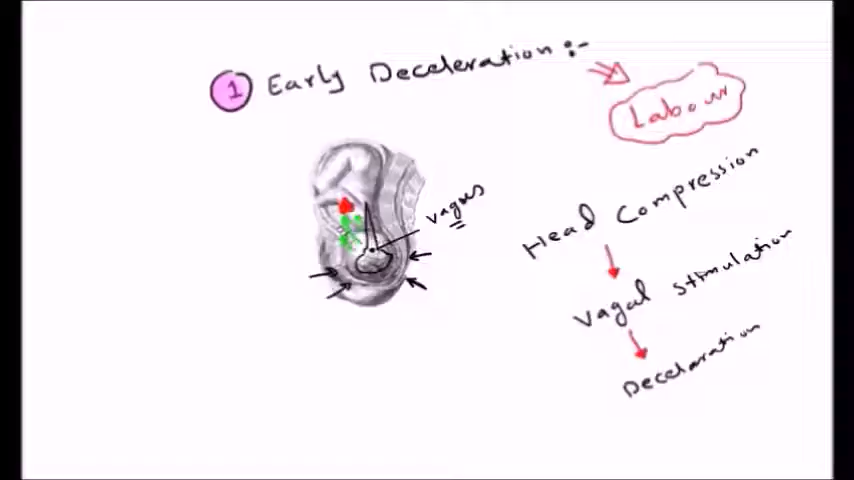 1 Early Deceleration :-
Labour
vagus
Head Compression
Vagal stimulation
Deceleration